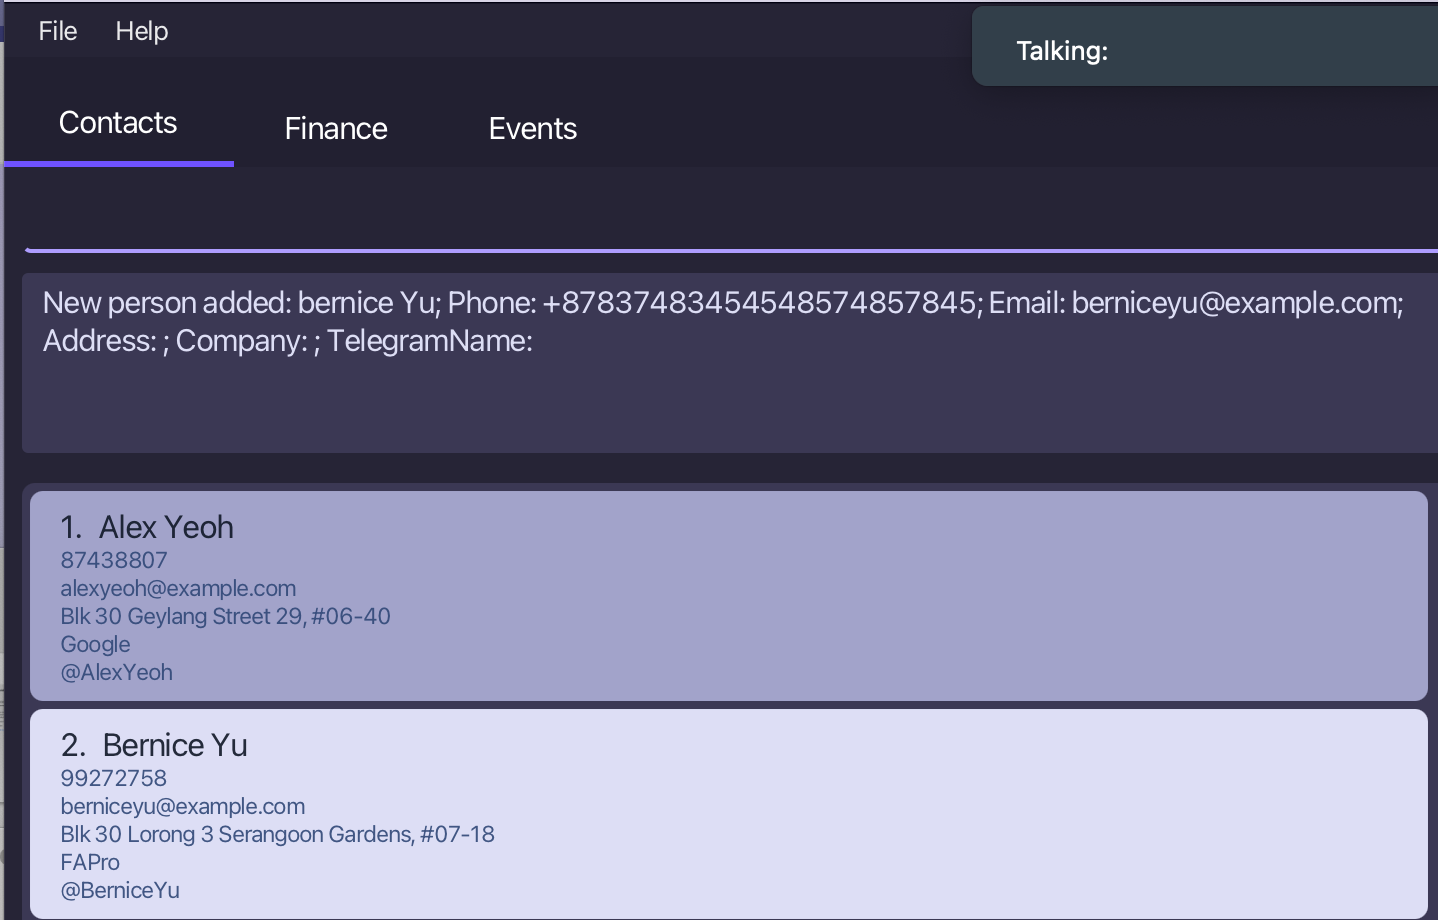 File Help
Talking:
Contacts Finance Events
New person added: bernice Yu; Phone: +87837483454548574857845; Email: berniceyu@example.com;
Address: ; Company: ; TelegramName:
1. Alex Yeoh
87438807
alexyeoh@example.com
Blk 30 Geylang Street 29, #06-40
Google
@AlexYeoh
2. Bernice Yu
99272758
berniceyu@example.com
Blk 30 Lorong 3 Serangoon Gardens, #07-18
FAPro
@BerniceYu